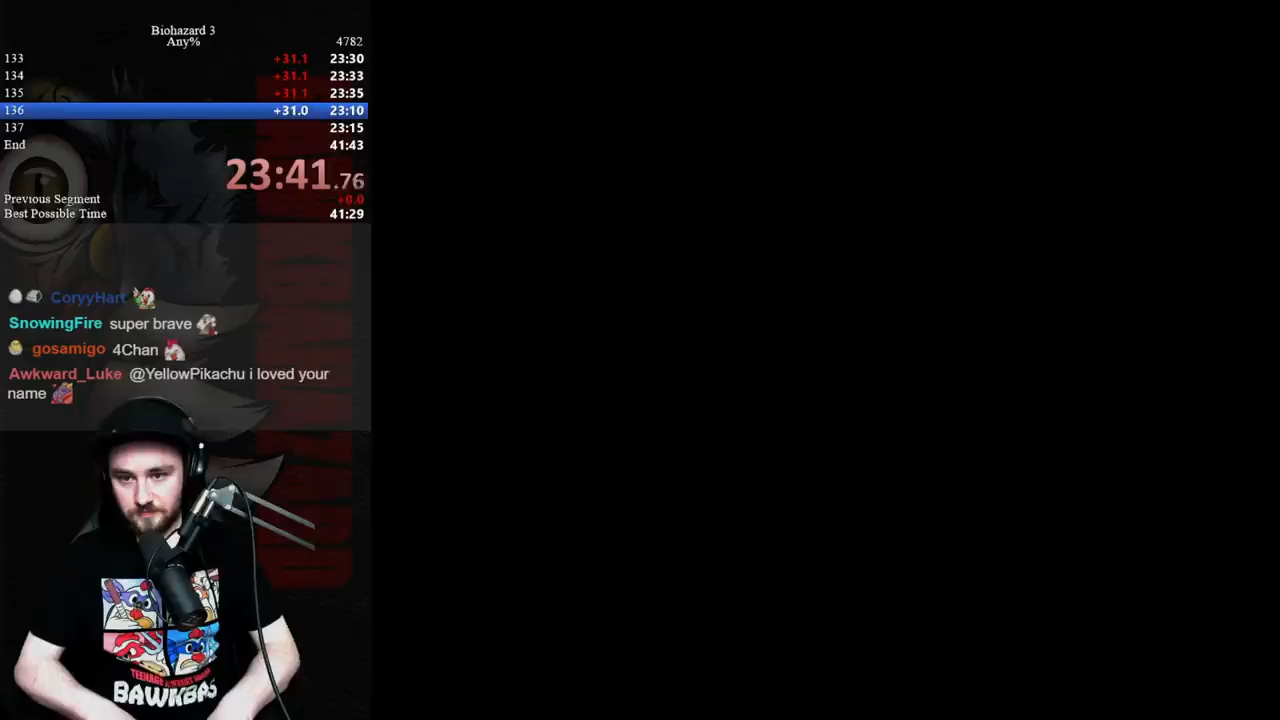 Biohazard 3
Any%
4782
133 +31.1 23:30
134 +31.1 23:33
135 +31.1 23:35
136 +31.0 23:10
137 23:15
End 41:43
23:41.76
Previous Segment +0.0
Best Possible Time 41:29
CoryyHart
SnowingFire super brave
gosamigo 4Chan
Awkward_Luke @YellowPikachu i loved your
name
BAWKBAS